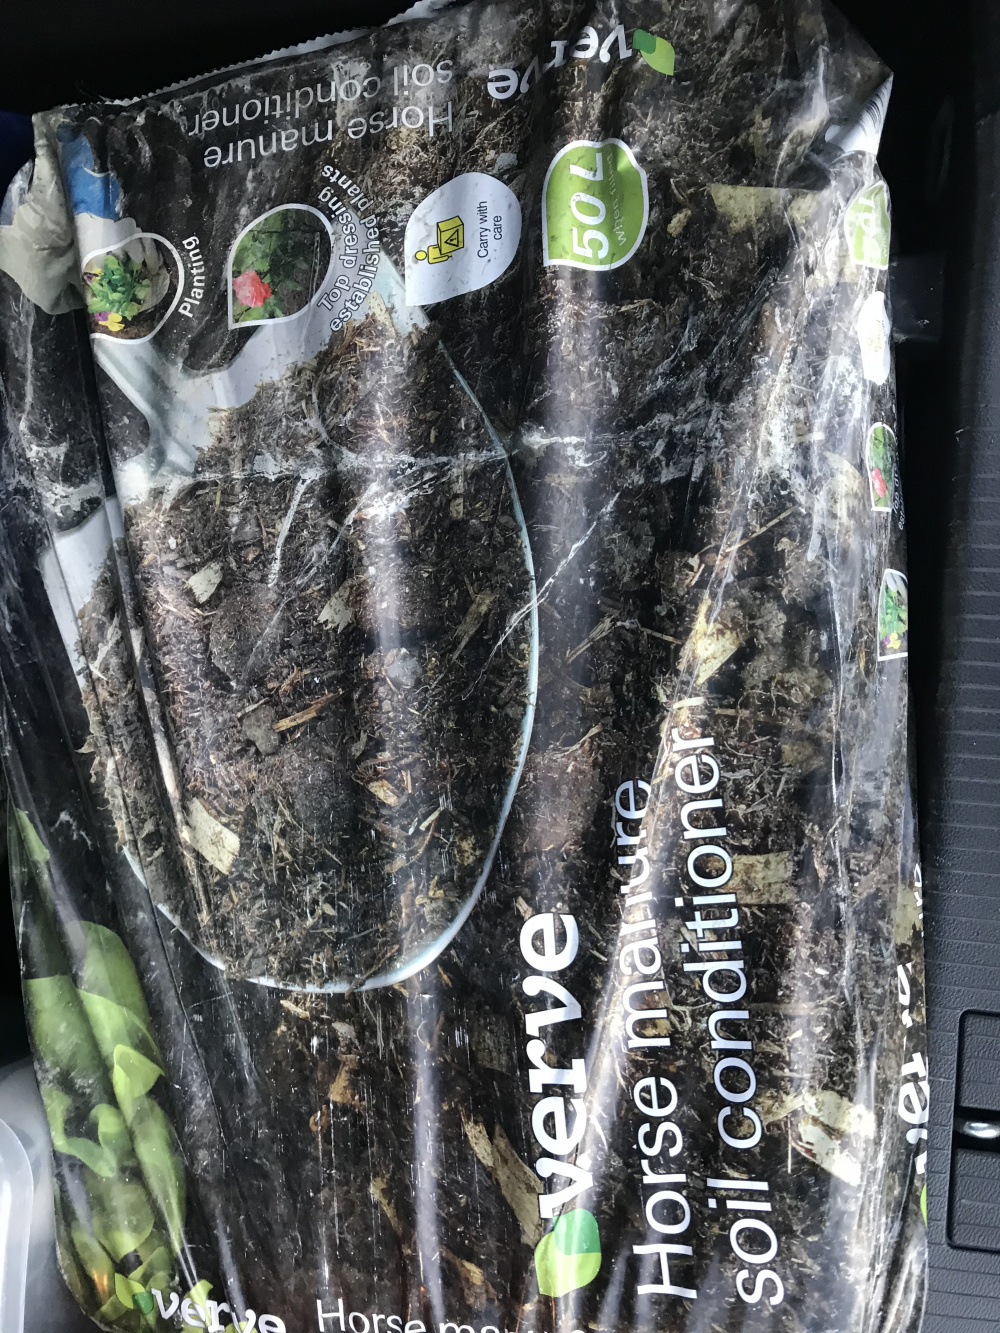 verve
Horse manure
soil conditioner
Planting
Top dressing
established plants
Carry with
care
50 L
verve
Horse manure
soil conditioner
verve
Horse